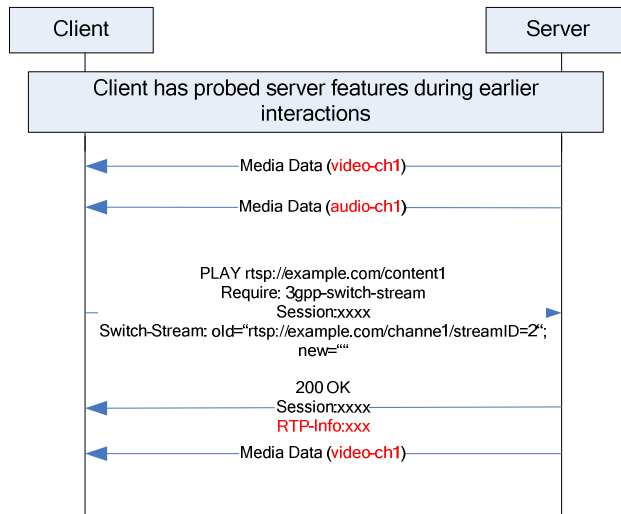 Client
Server
Client has probed server features during earlier
interactions
Media Data (video-ch1)
Media Data (audio-ch1)
PLAY rtsp://example.com/content1
Require: 3gpp-switch-stream
Session:xxxx
Switch-Stream: old=“rtsp://example.com/channe1/streamID=2“;
new=““
200 OK
Session:xxxx
RTP-Info:xxx
Media Data (video-ch1)